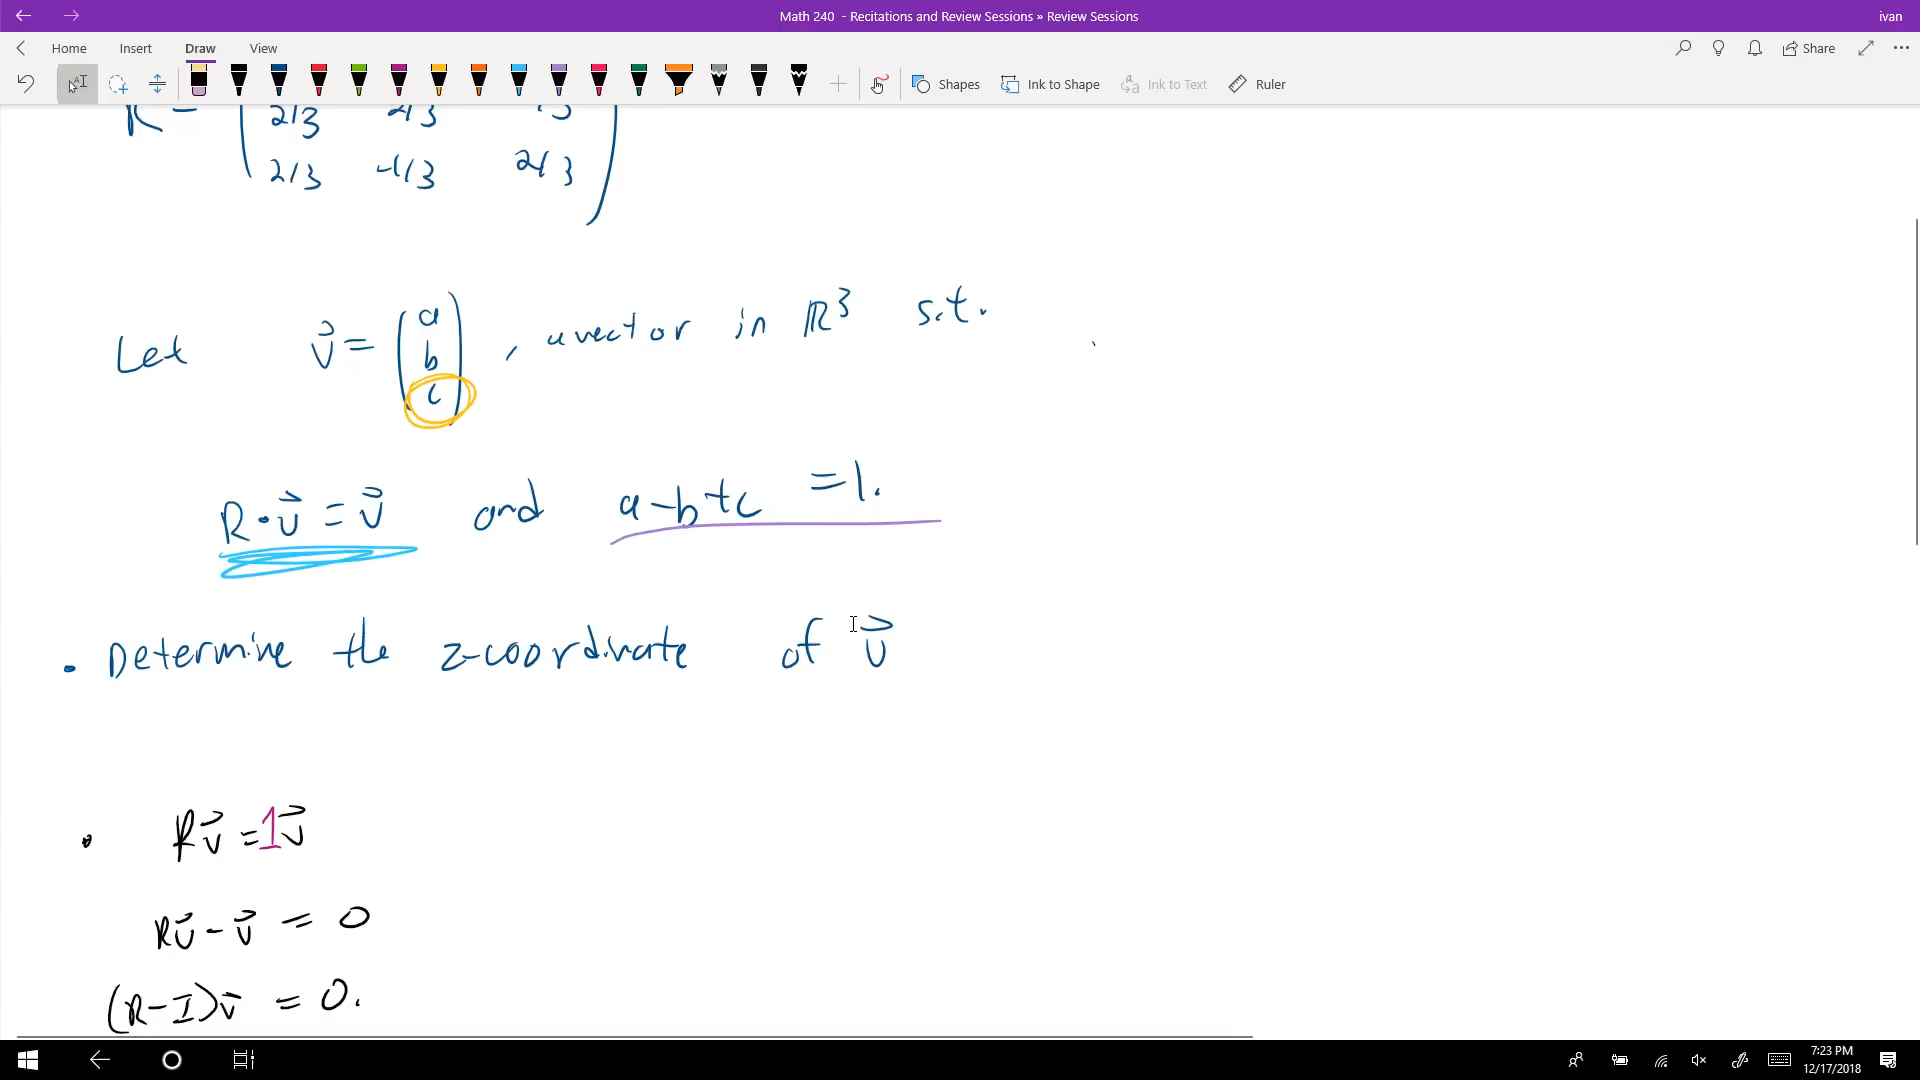 Math 240 - Recitations and Review Sessions » Review Sessions
ivan
Home Insert Draw View
Share
Shapes Ink to Shape Ink to Text Ruler
R =
2/3
2/3 -1/3 2/3
Let v⃗ = (a b c), a vector in ℝ³ s.t.
R·v⃗ = v⃗ and a-b+c = 1.
• Determine the z-coordinate of v⃗
• Rv⃗ = 1v⃗
Rv⃗ - v⃗ = 0
(R-I)v⃗ = 0.
7:23 PM
12/17/2018